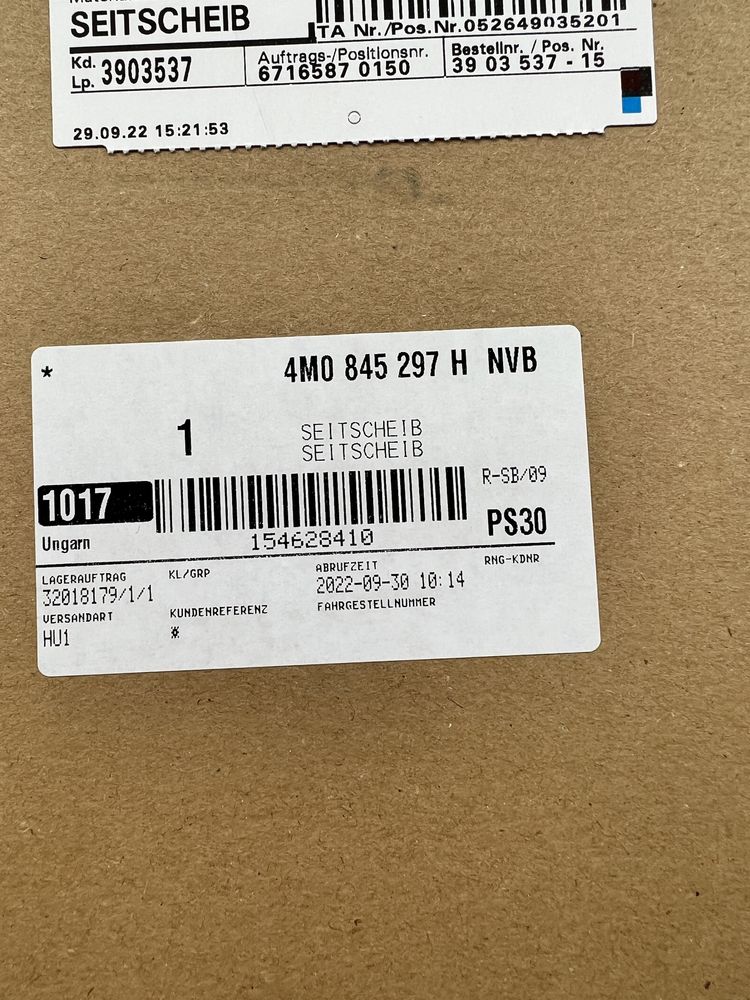 SEITSCHEIB
TA Nr./Pos.Nr.052649035201
Kd. Lp. 3903537
Auftrags-/Positionsnr.
6716587 0150
Bestellnr. / Pos. Nr.
39 03 537 - 15
29.09.22 15:21:53
* 4M0 845 297 H NVB
1 SEITSCHEIB
SEITSCHEIB
R-SB/09
1017
Ungarn
154628410
PS30
LAGERAUFTRAG
32018179/1/1
KL/GRP
ABRUFZEIT
2022-09-30 10:14
RNG-KDNR
VERSANDART
HU1
KUNDENREFERENZ
*
FAHRGESTELLNUMMER